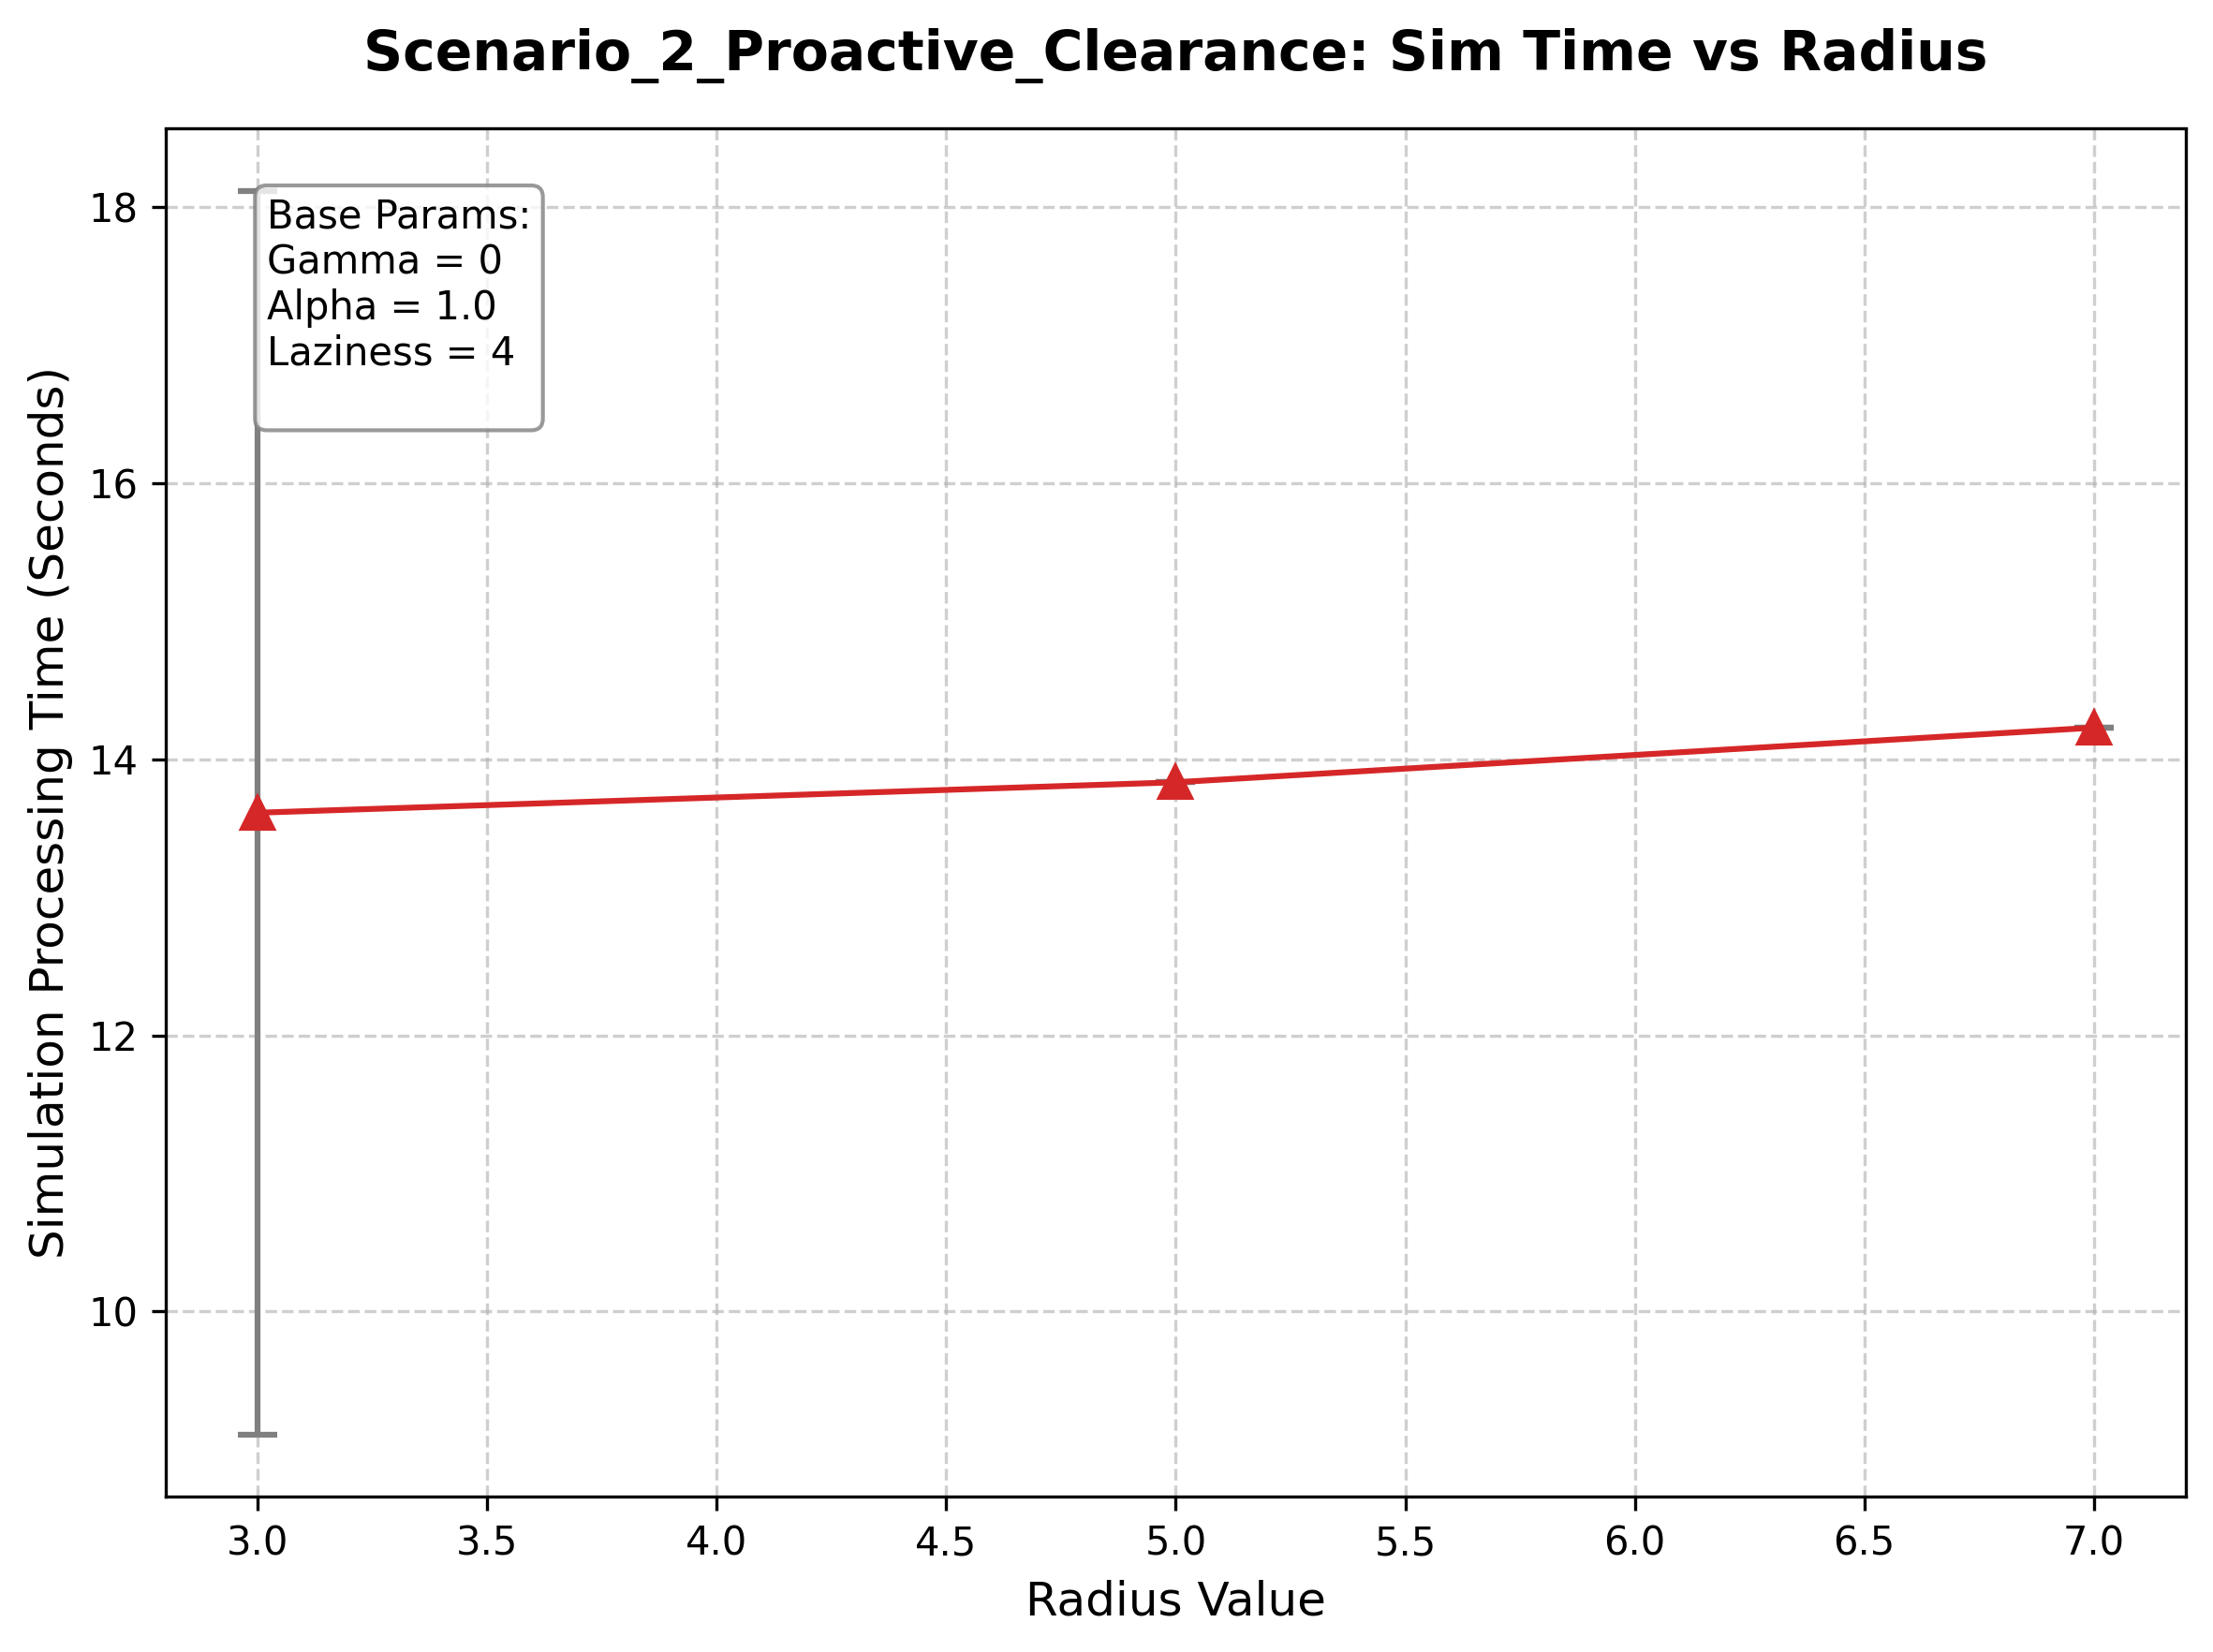 Scenario_2_Proactive_Clearance: Sim Time vs Radius
Base Params:
Gamma = 0
Alpha = 1.0
Laziness = 4
Simulation Processing Time (Seconds)
18
16
14
12
10
3.0 3.5 4.0 4.5 5.0 5.5 6.0 6.5 7.0
Radius Value